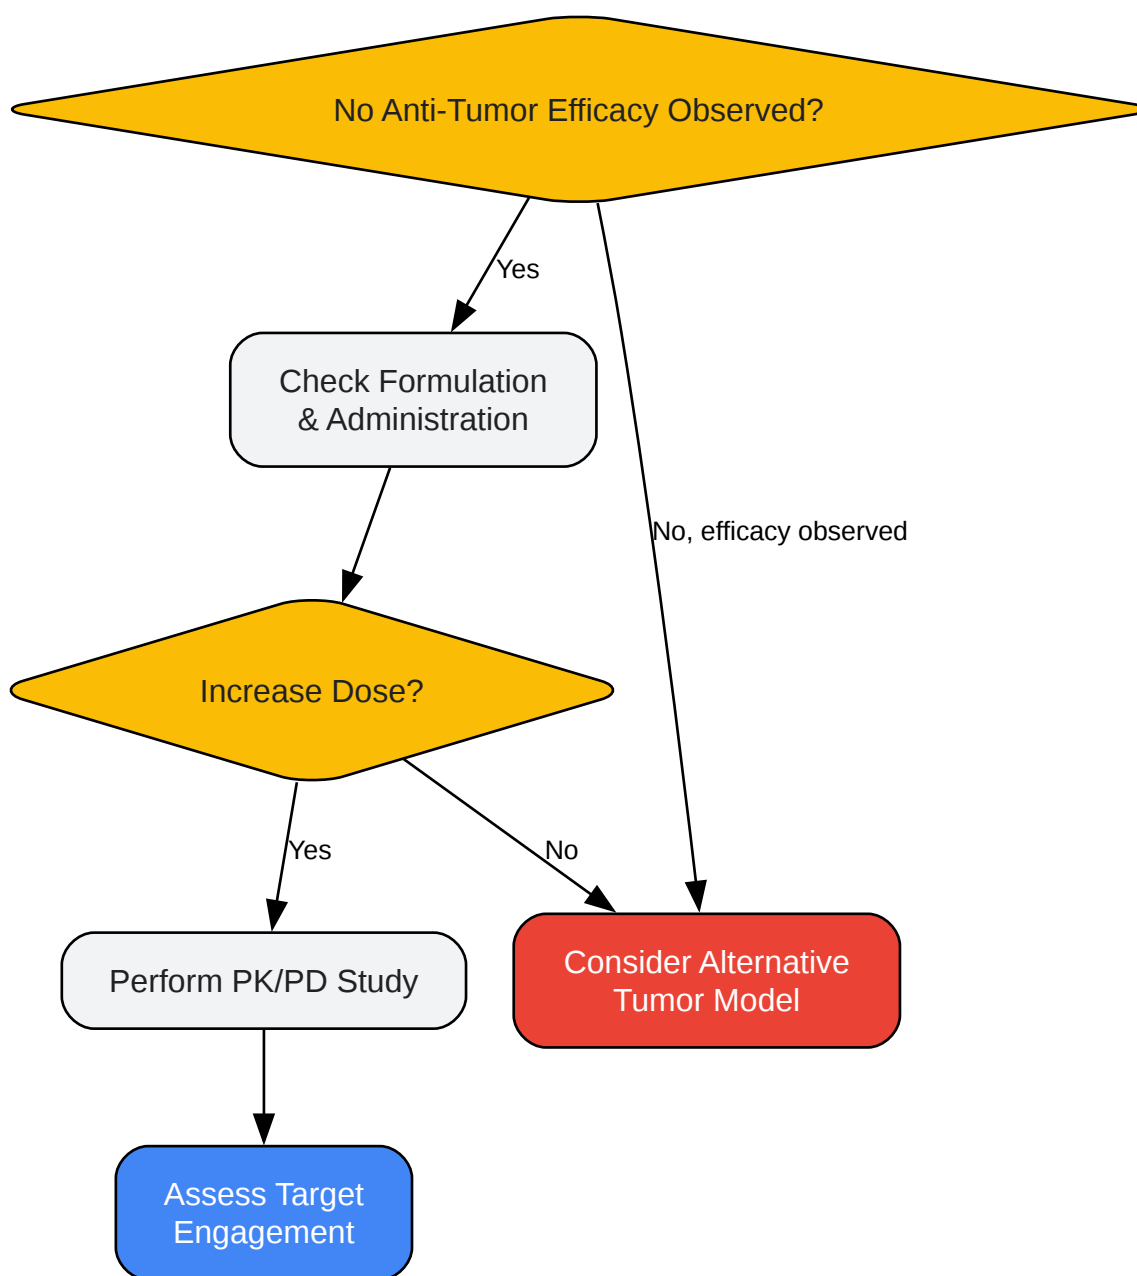 No Anti-Tumor Efficacy Observed?
Yes
Check Formulation
& Administration
No, efficacy observed
Increase Dose?
Yes
No
Perform PK/PD Study
Consider Alternative
Tumor Model
Assess Target
Engagement